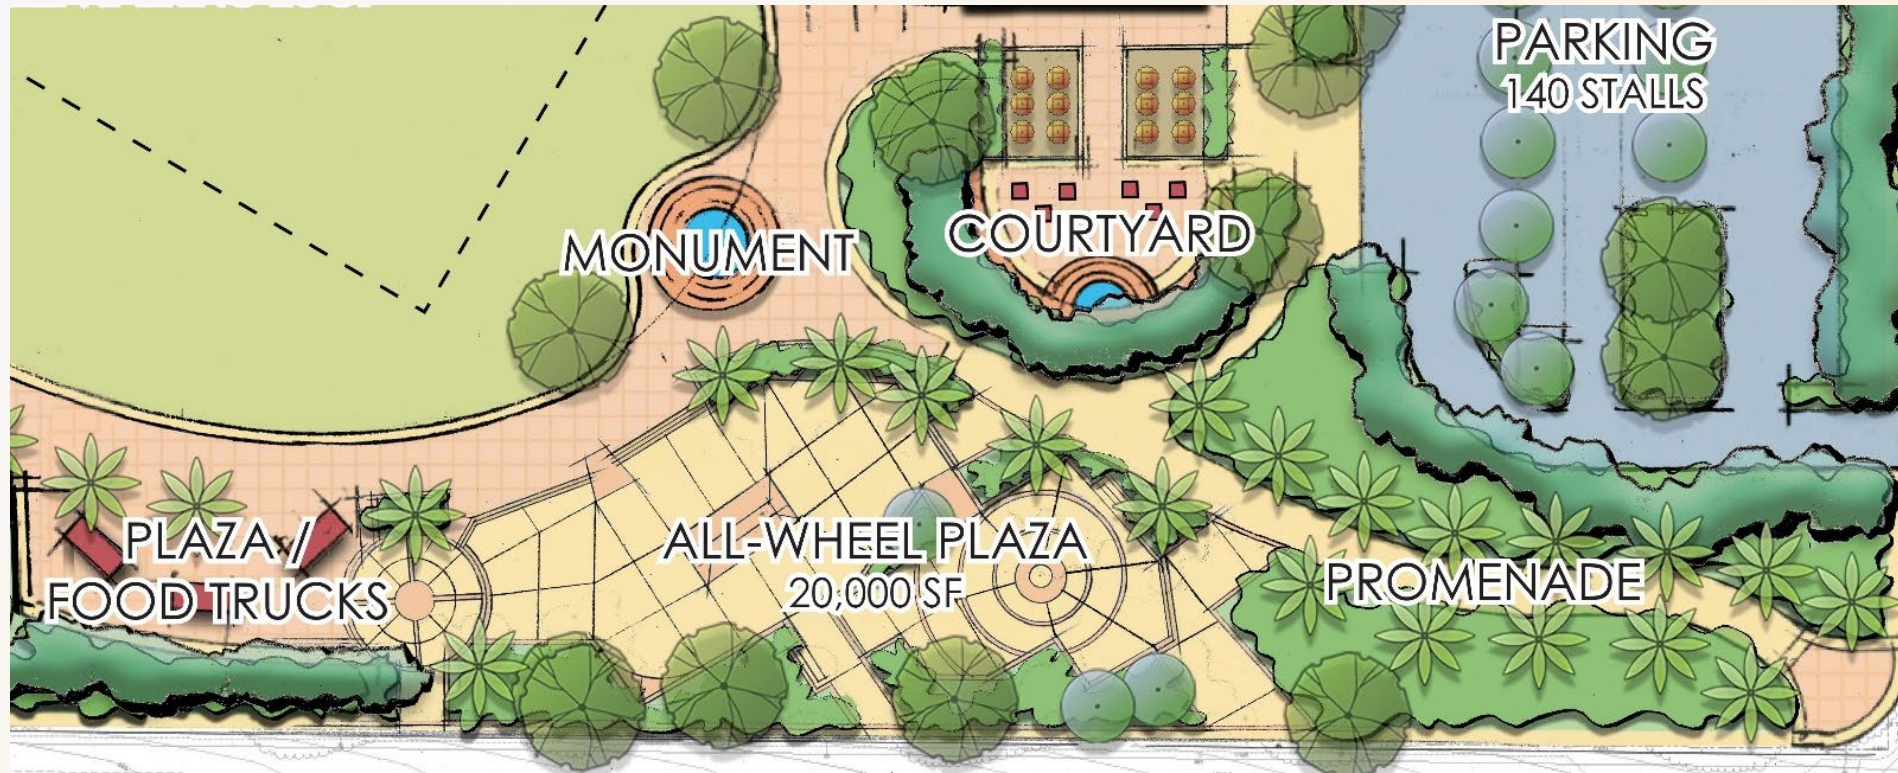 PARKING
140 STALLS
MONUMENT
COURTYARD
PLAZA /
FOOD TRUCKS
ALL-WHEEL PLAZA
20,000 SF
PROMENADE